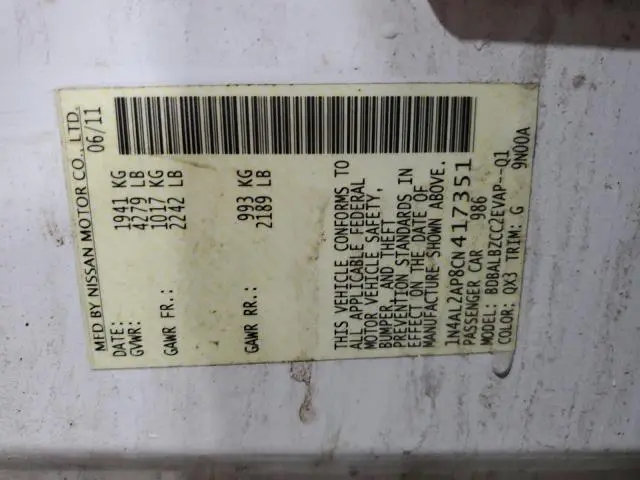 MFD BY NISSAN MOTOR CO., LTD.
DATE: 06/11
GVWR: 1941 KG
4279 LB
GAWR FR.: 1017 KG
2242 LB
GAWR RR.: 993 KG
2189 LB
THIS VEHICLE CONFORMS TO
ALL APPLICABLE FEDERAL
MOTOR VEHICLE SAFETY,
BUMPER, AND THEFT
PREVENTION STANDARDS IN
EFFECT ON THE DATE OF
MANUFACTURE SHOWN ABOVE.
1N4AL2AP8CN417351
PASSENGER CAR 986
MODEL: BDBALBZCC2EVAP--Q1
COLOR: QX3 TRIM: G 9N00A